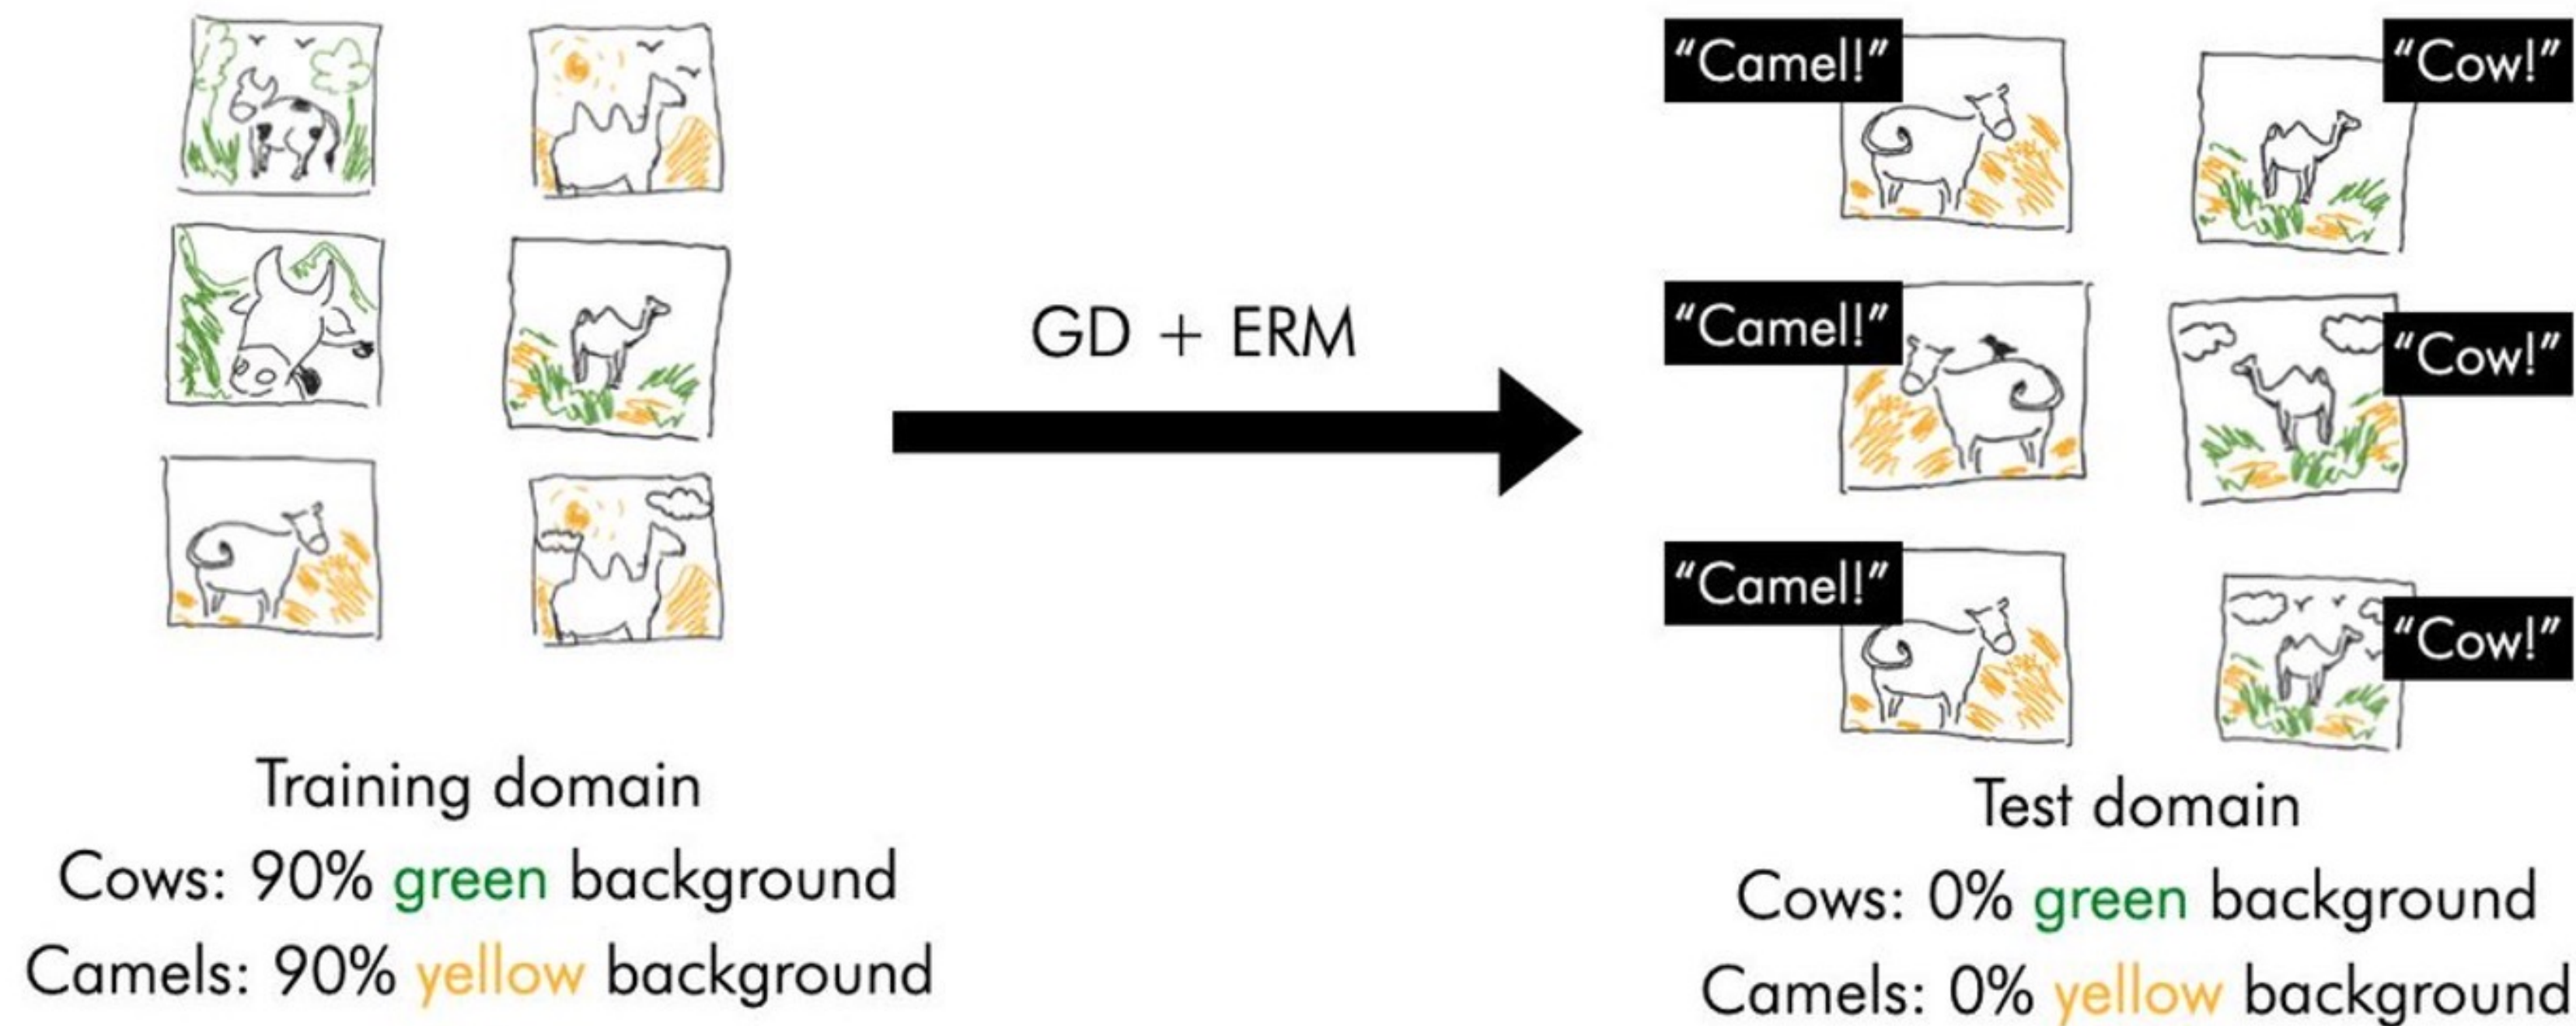 GD + ERM
Training domain
Cows: 90% green background
Camels: 90% yellow background
“Camel!”
“Cow!”
“Camel!”
“Cow!”
“Camel!”
“Cow!”
Test domain
Cows: 0% green background
Camels: 0% yellow background